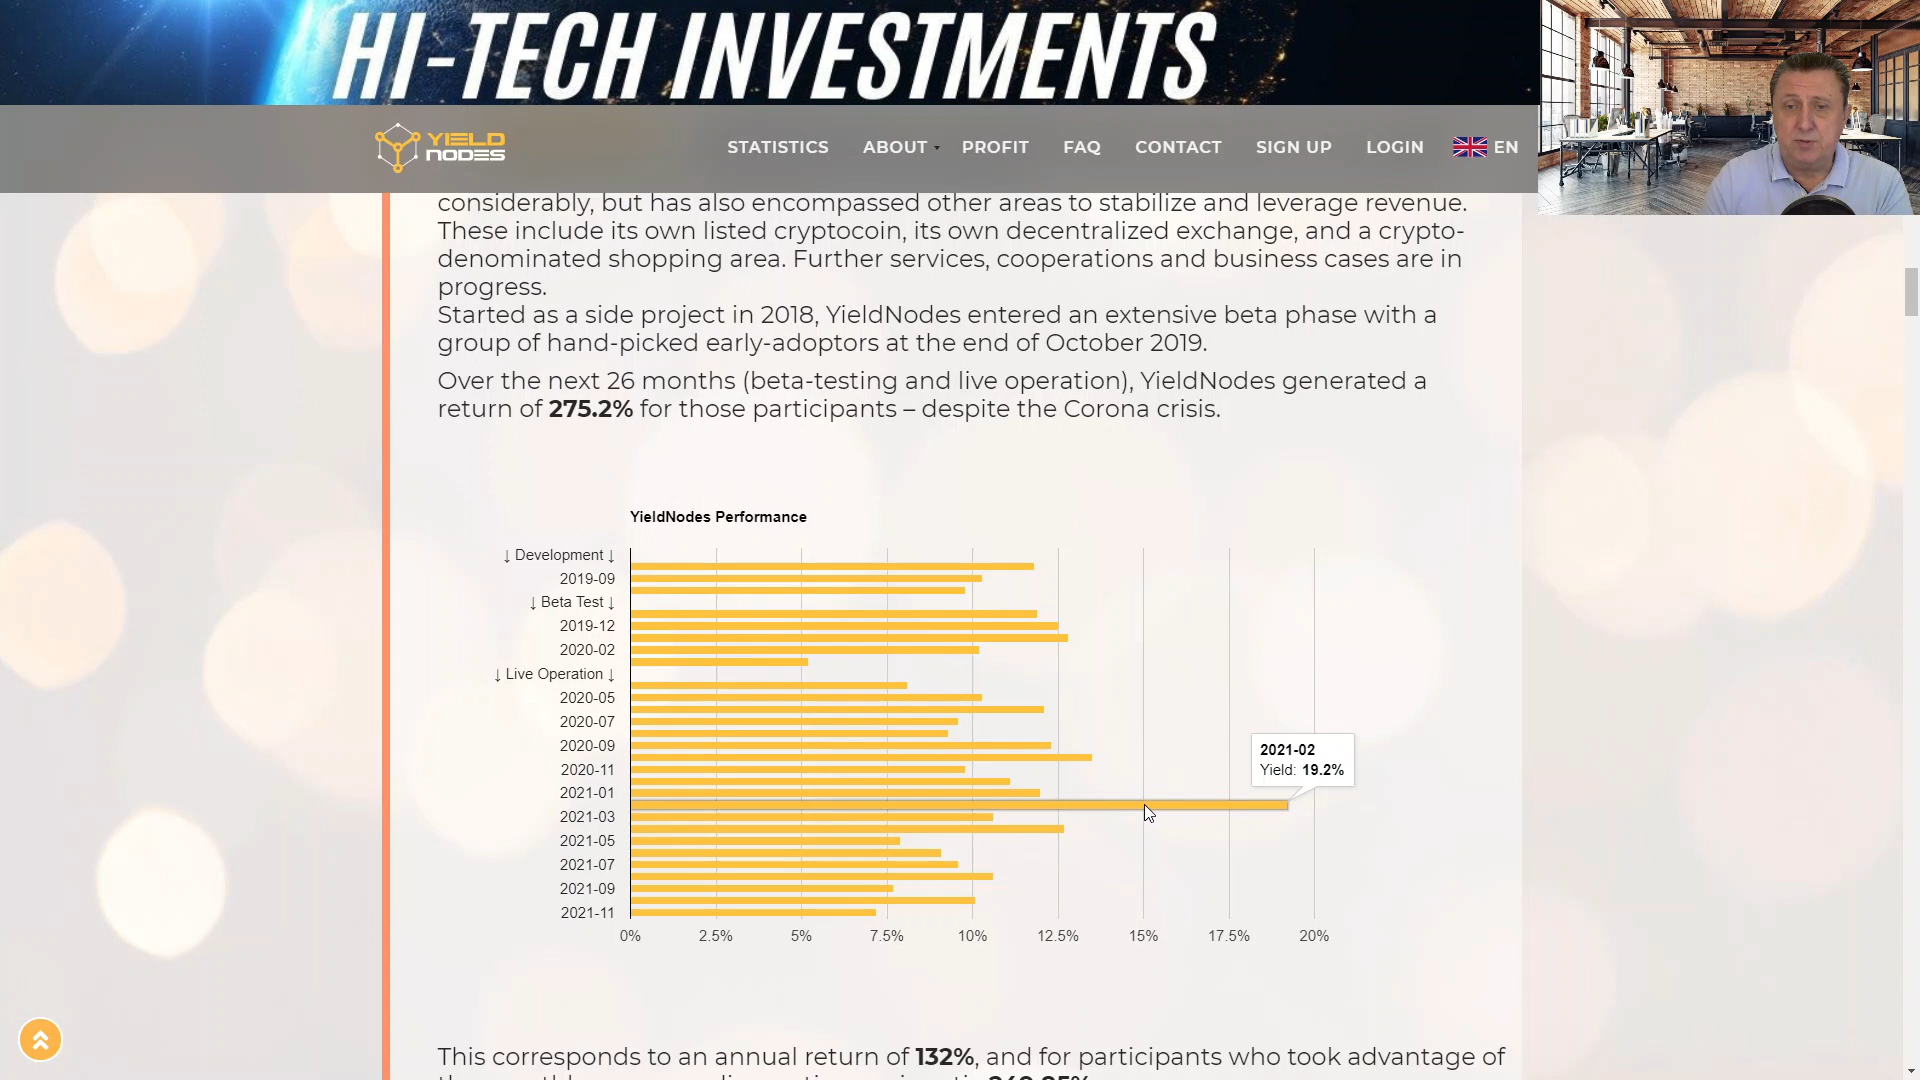 HI-TECH INVESTMENTS
YIELD
NODES
STATISTICS ABOUT PROFIT FAQ CONTACT SIGN UP LOGIN EN
considerably, but has also encompassed other areas to stabilize and leverage revenue.
These include its own listed cryptocoin, its own decentralized exchange, and a crypto-
denominated shopping area. Further services, cooperations and business cases are in
progress.
Started as a side project in 2018, YieldNodes entered an extensive beta phase with a
group of hand-picked early-adoptors at the end of October 2019.
Over the next 26 months (beta-testing and live operation), YieldNodes generated a
return of 275.2% for those participants – despite the Corona crisis.
YieldNodes Performance
↓ Development ↓
2019-09
↓ Beta Test ↓
2019-12
2020-02
↓ Live Operation ↓
2020-05
2020-07
2020-09
2020-11
2021-01
2021-03
2021-05
2021-07
2021-09
2021-11
2021-02
Yield: 19.2%
0% 2.5% 5% 7.5% 10% 12.5% 15% 17.5% 20%
This corresponds to an annual return of 132%, and for participants who took advantage of